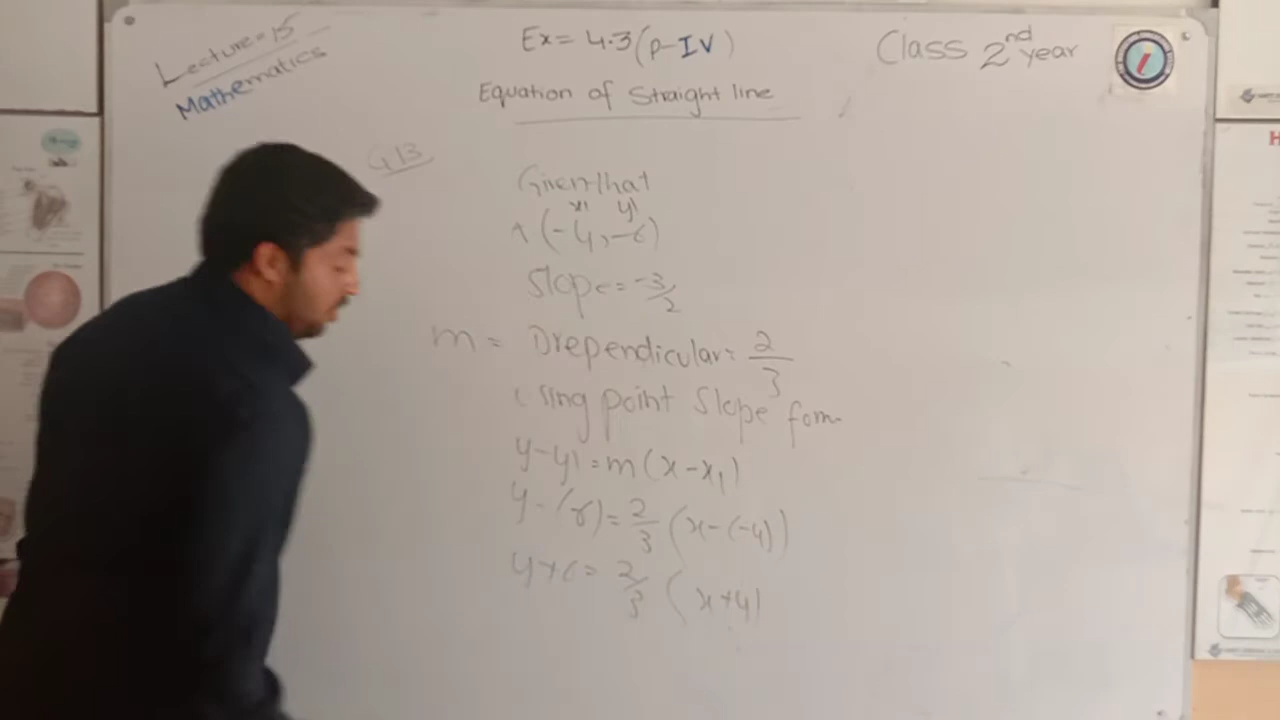 Lecture=15
Mathematics
Ex= 4.3 (P-IV)
Class 2nd year
Equation of Straight line
Q13
Given that
x1 y1
A (-4, -6)
Slope = -3/2
m = Drependicular = 2/3
Using point Slope form
y-y1 = m(x-x1)
y-(-6) = 2/3 (x-(-4))
y+6 = 2/3 (x+4)